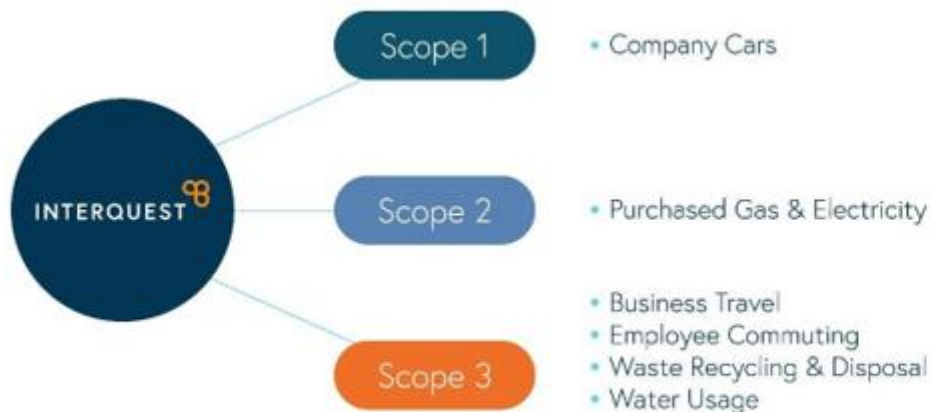 Scope 1
• Company Cars
INTERQUEST
Scope 2
• Purchased Gas & Electricity
Scope 3
• Business Travel
• Employee Commuting
• Waste Recycling & Disposal
• Water Usage